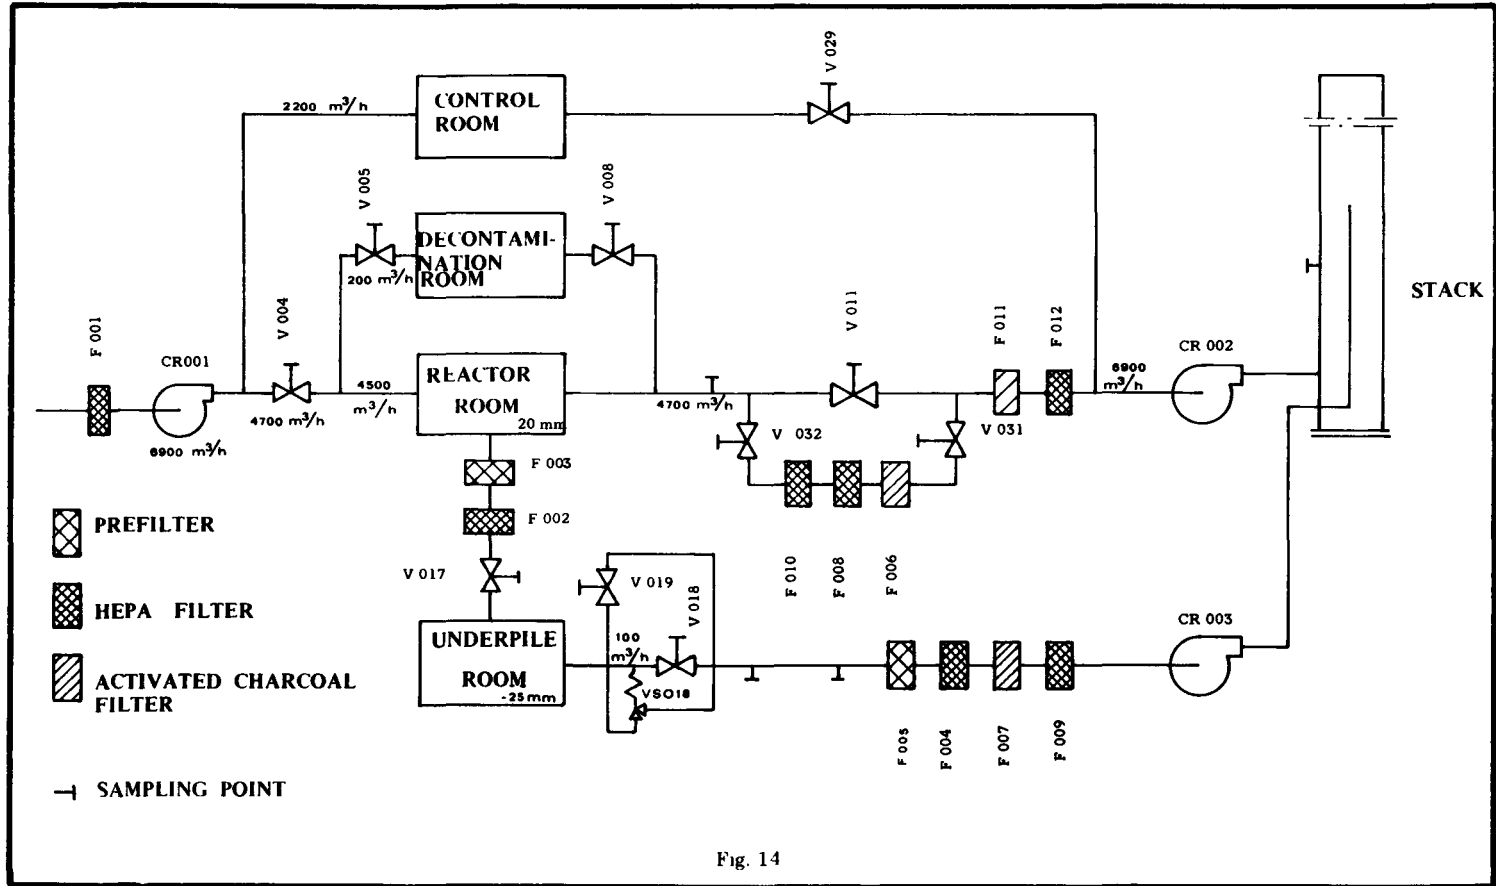 V 029
2200 m³/h
CONTROL
ROOM
V 005
V 008
DECONTAMI-
NATION
ROOM
200 m³/h
STACK
F 001
CR001
V 004
V 011
F 011
F 012
CR 002
6900 m³/h
4700 m³/h
4500
m³/h
REACTOR
ROOM
20 mm
4700 m³/h
6900
m³/h
V 032
V 031
F 003
F 002
PREFILTER
V 017
V 019
V 018
F 010
F 008
F 006
HEPA FILTER
UNDERPILE
ROOM
-25mm
100
m³/h
VSO18
CR 003
ACTIVATED CHARCOAL
FILTER
F 005
F 004
F 007
F 009
SAMPLING POINT
Fig. 14